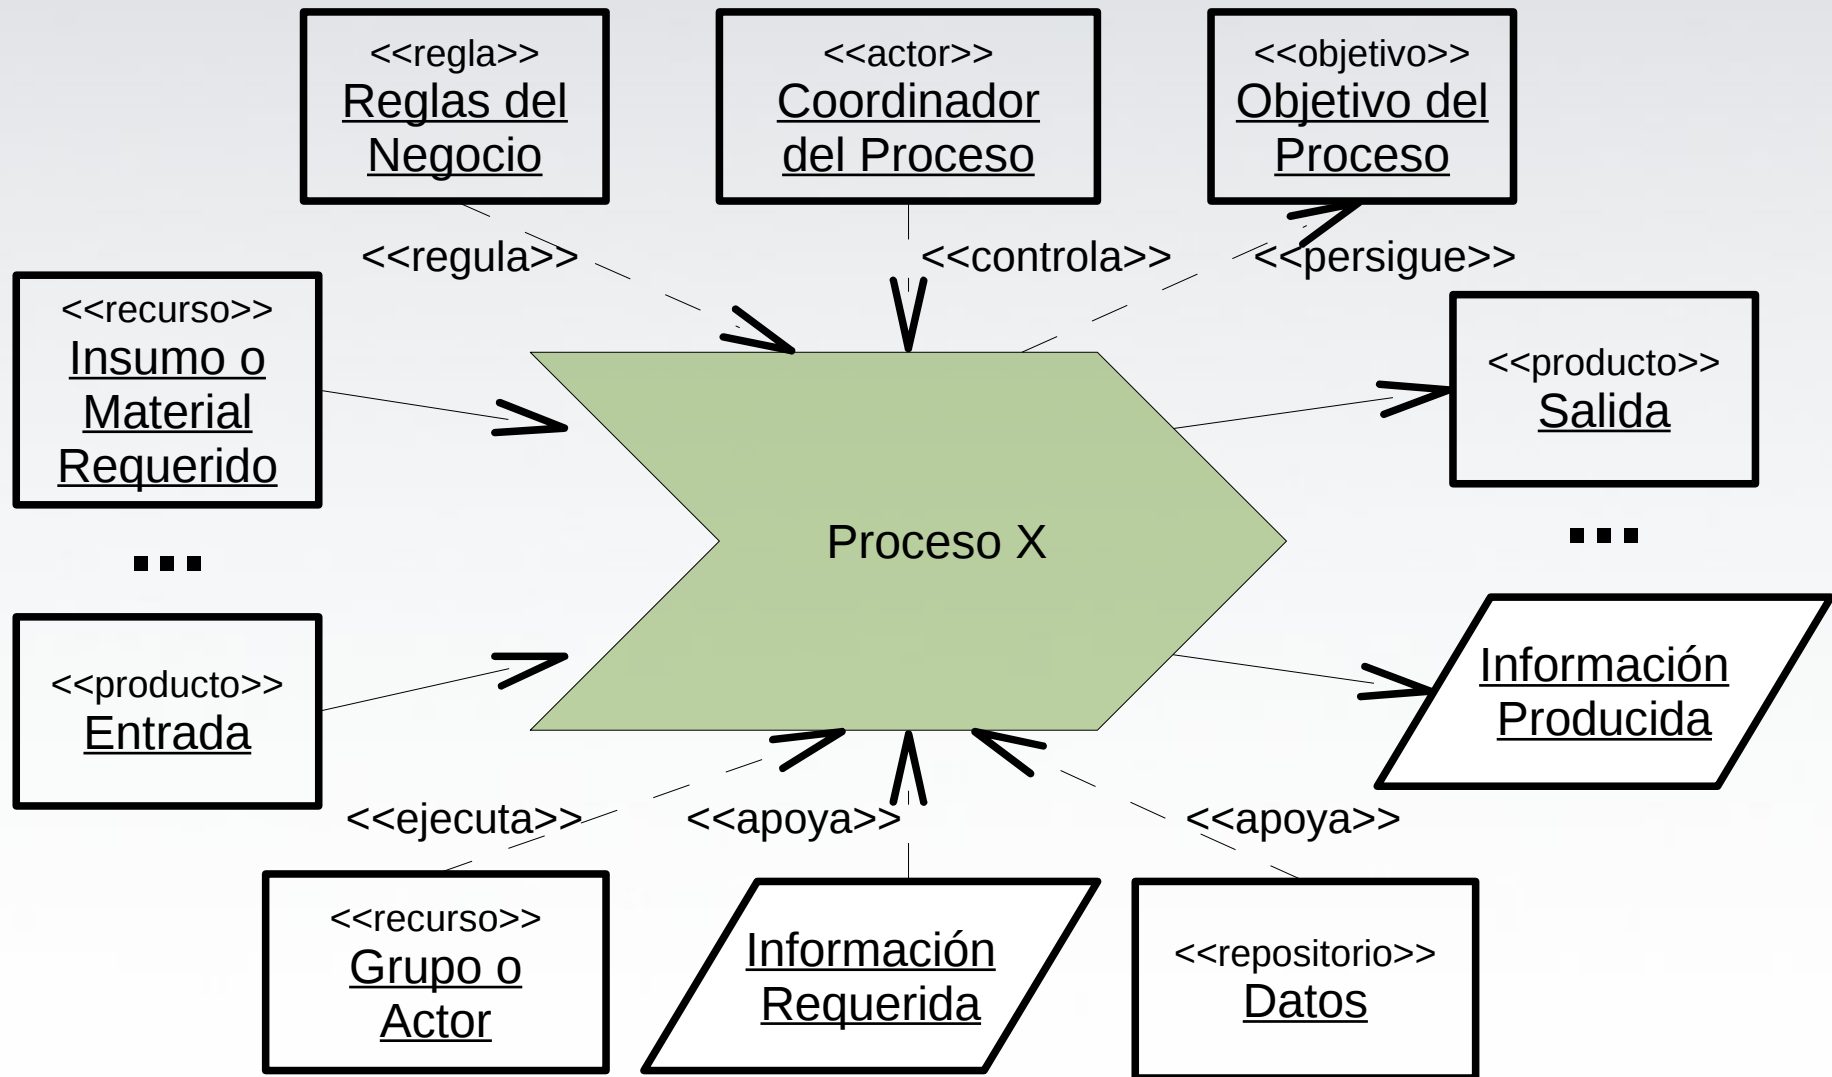 <<regla>>
Reglas del
Negocio
<<actor>>
Coordinador
del Proceso
<<objetivo>>
Objetivo del
Proceso
<<regula>>
<<controla>>
<<persigue>>
<<recurso>>
Insumo o
Material
Requerido
<<producto>>
Salida
...
Proceso X
...
<<producto>>
Entrada
Información
Producida
<<ejecuta>>
<<apoya>>
<<apoya>>
<<recurso>>
Grupo o
Actor
Información
Requerida
<<repositorio>>
Datos